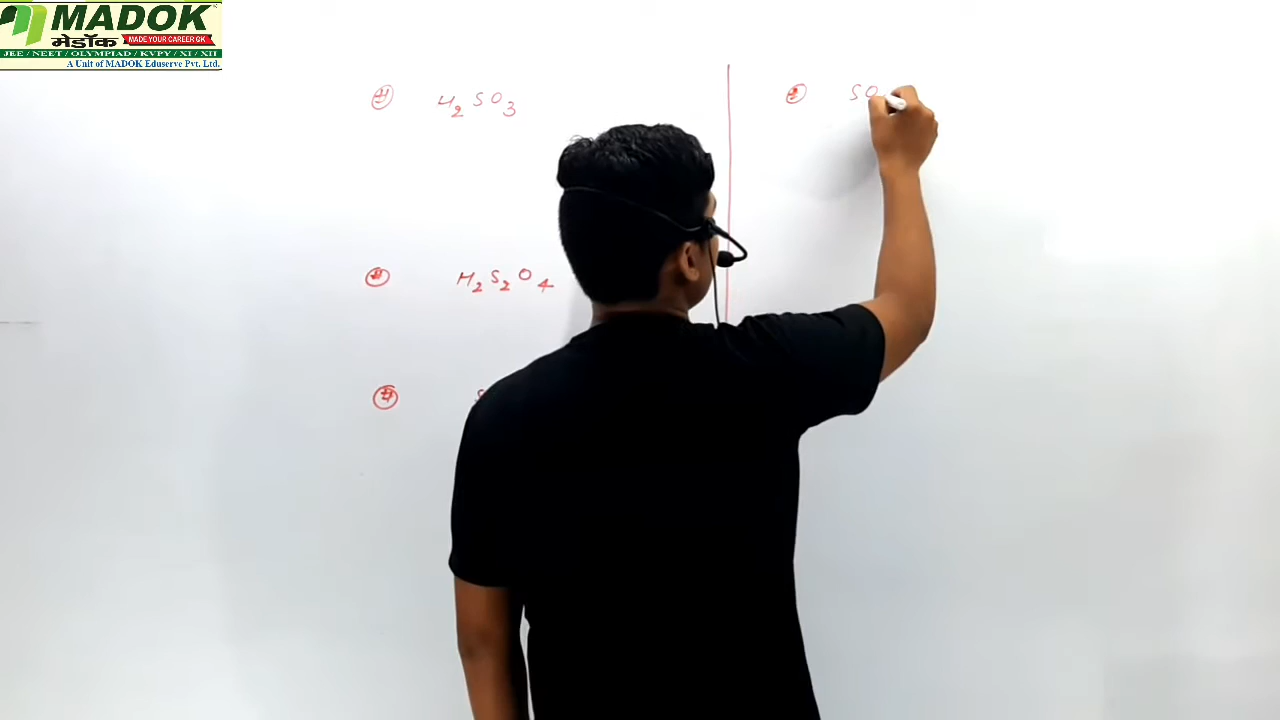 MADOK
मेडॉक MADE YOUR CAREER GK
JEE / NEET / OLYMPIAD / KVPY / XI / XII
A Unit of MADOK Eduserve Pvt. Ltd.
H2SO3
SO
H2S2O4
S